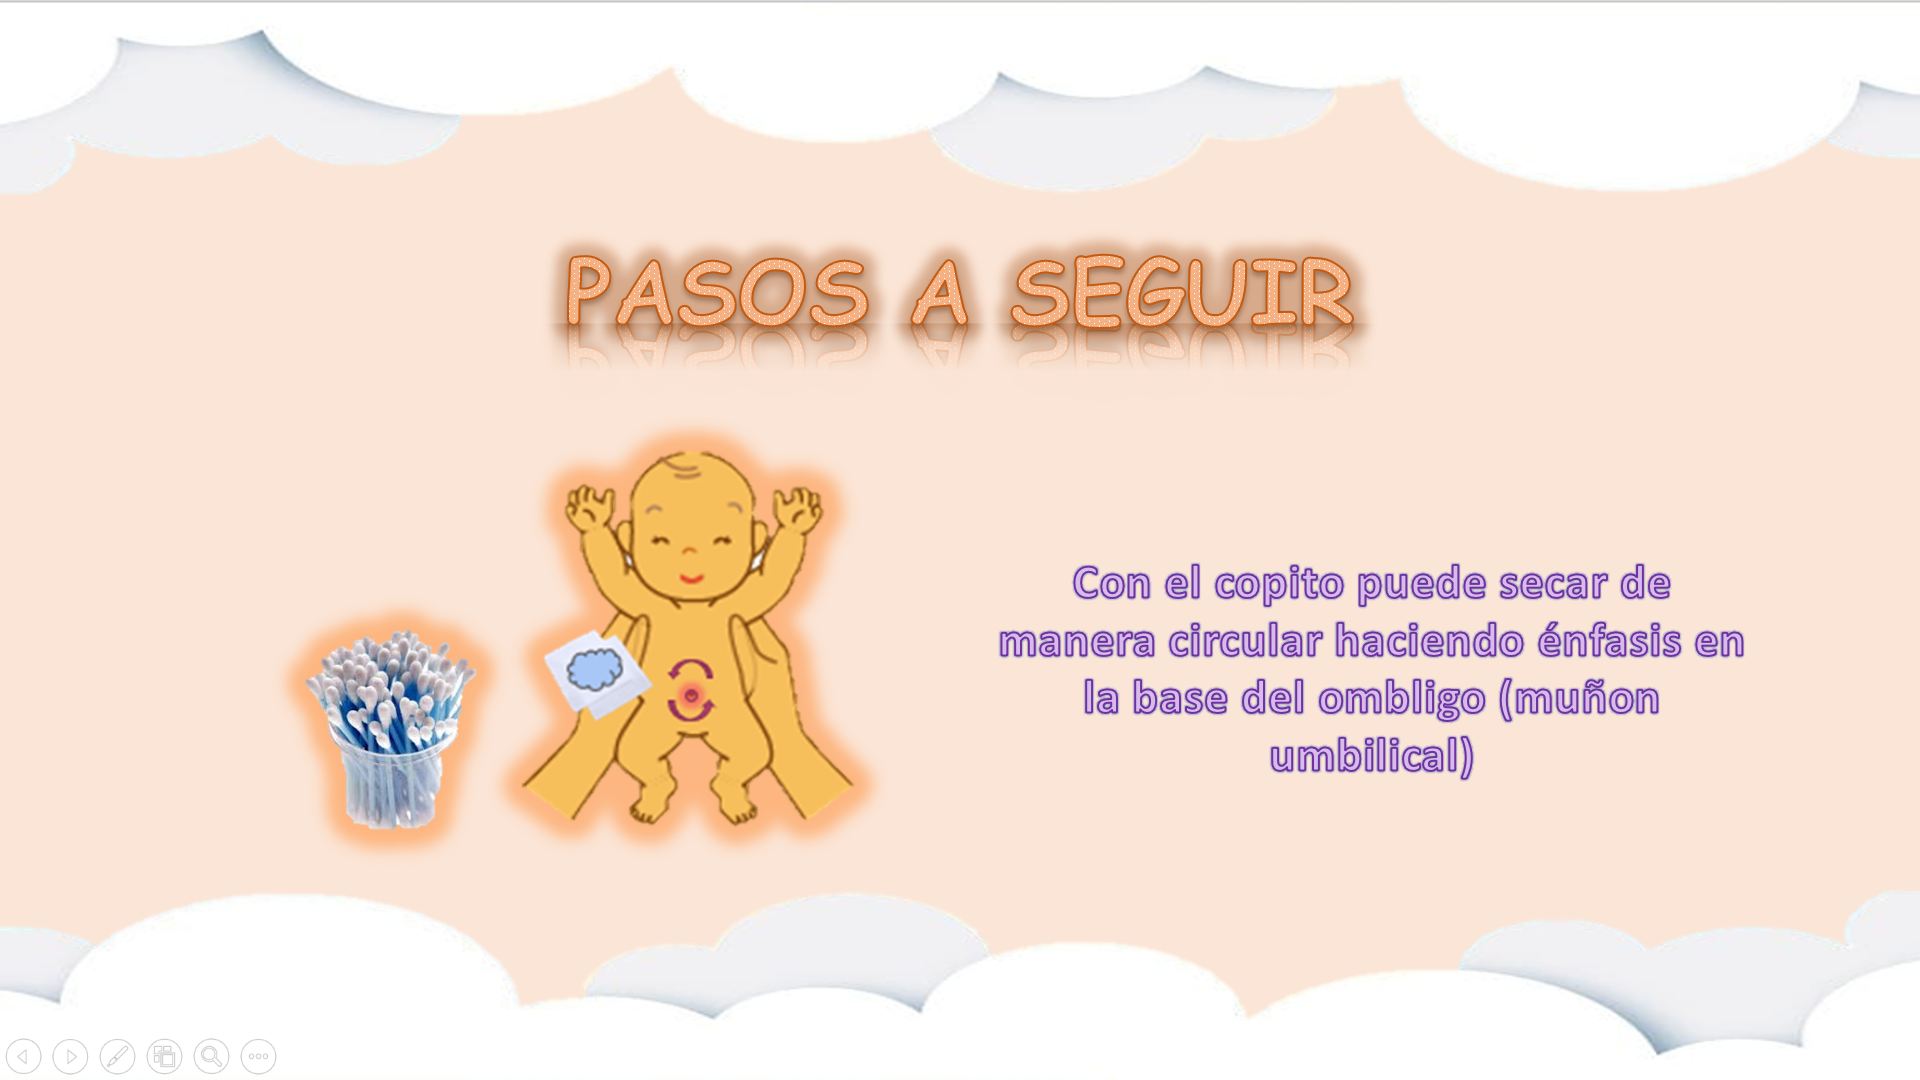 PASOS A SEGUIR
Con el copito puede secar de
manera circular haciendo énfasis en
la base del ombligo (muñon
umbilical)